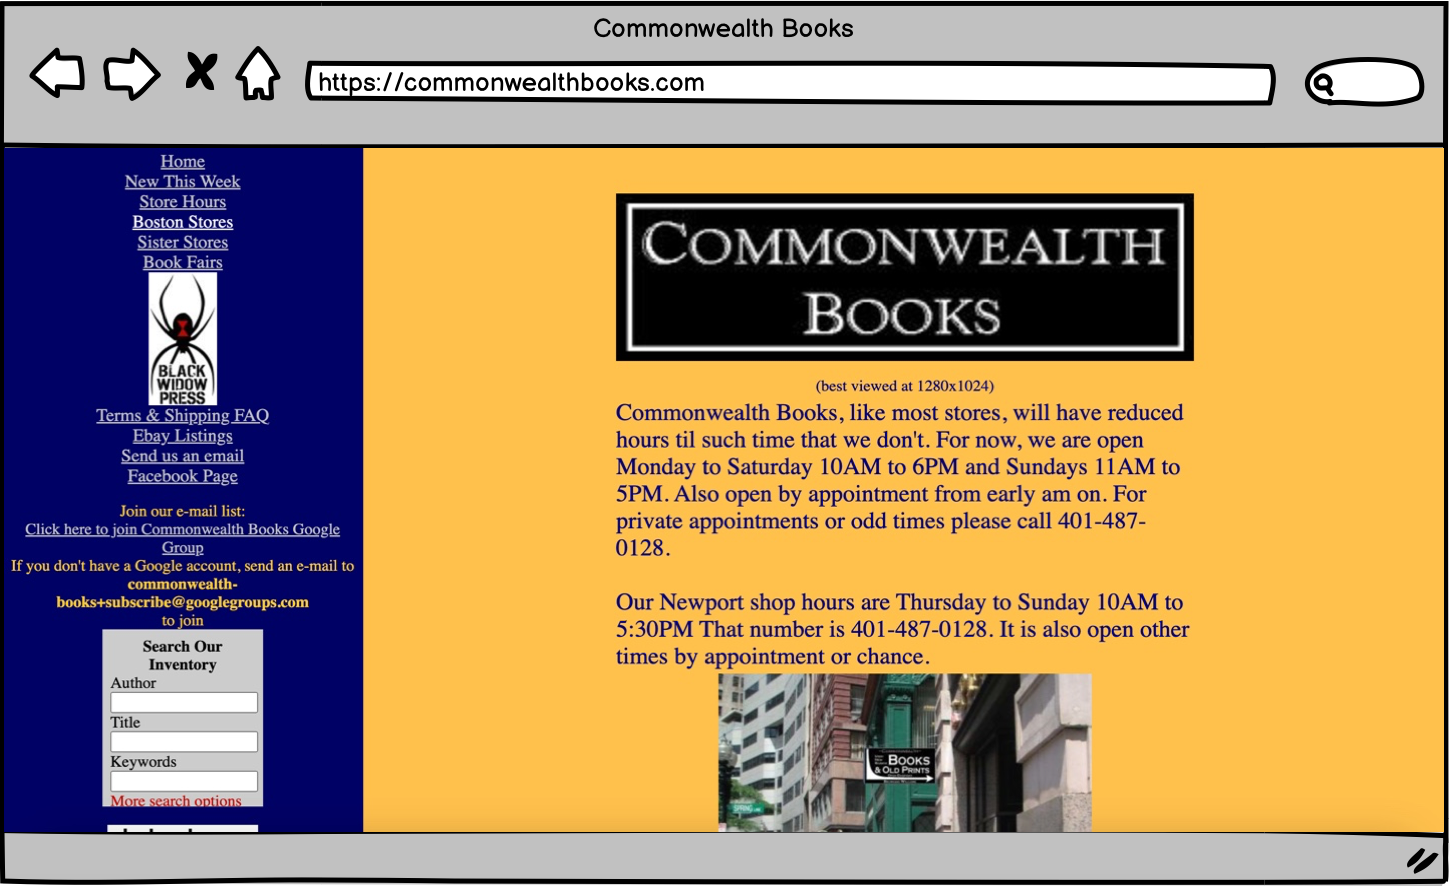 Commonwealth Books
https://commonwealthbooks.com
Home
New This Week
Store Hours
Boston Stores
Sister Stores
Book Fairs
BLACK
WIDOW
PRESS
Terms & Shipping FAQ
Ebay Listings
Send us an email
Facebook Page
Join our e-mail list:
Click here to join Commonwealth Books Google
Group
If you don't have a Google account, send an e-mail to
commonwealth-
books+subscribe@googlegroups.com
to join
Search Our
Inventory
Author
Title
Keywords
More search options
COMMONWEALTH
BOOKS
(best viewed at 1280x1024)
Commonwealth Books, like most stores, will have reduced
hours til such time that we don't. For now, we are open
Monday to Saturday 10AM to 6PM and Sundays 11AM to
5PM. Also open by appointment from early am on. For
private appointments or odd times please call 401-487-
0128.
Our Newport shop hours are Thursday to Sunday 10AM to
5:30PM That number is 401-487-0128. It is also open other
times by appointment or chance.
BOOKS
& OLD PRINTS